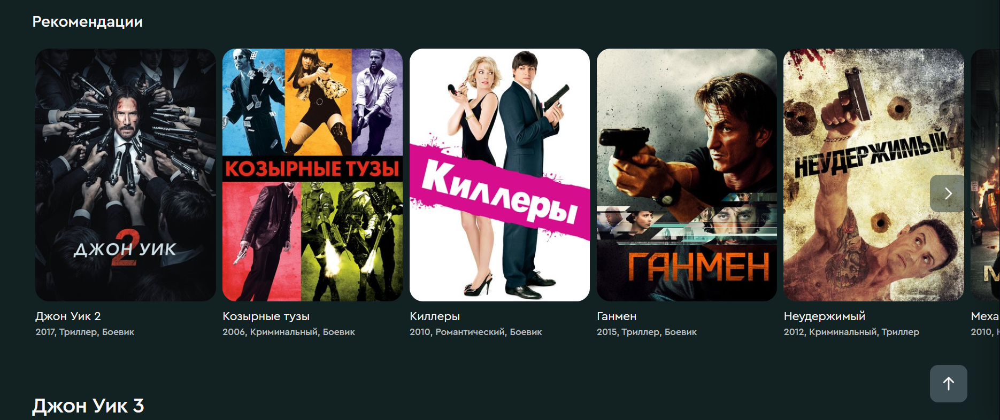 Рекомендации
2
ДЖОН УИК
КОЗЫРНЫЕ ТУЗЫ
Киллеры
ГАНМЕН
НЕУДЕРЖИМЫЙ
Джон Уик 2
2017, Триллер, Боевик
Козырные тузы
2006, Криминальный, Боевик
Киллеры
2010, Романтический, Боевик
Ганмен
2015, Триллер, Боевик
Неудержимый
2012, Криминальный, Триллер
Меха
2010,
Джон Уик 3